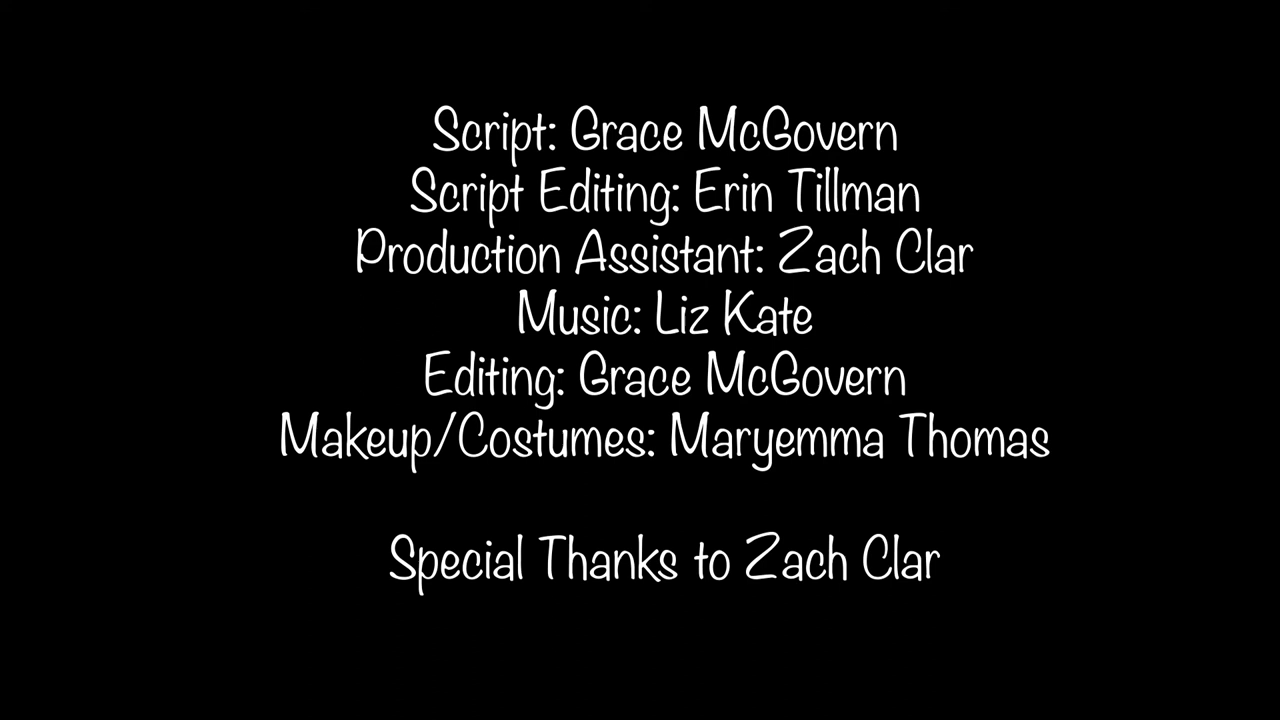 Script: Grace McGovern
Script Editing: Erin Tillman
Production Assistant: Zach Clar
Music: Liz Kate
Editing: Grace McGovern
Makeup/Costumes: Maryemma Thomas
Special Thanks to Zach Clar